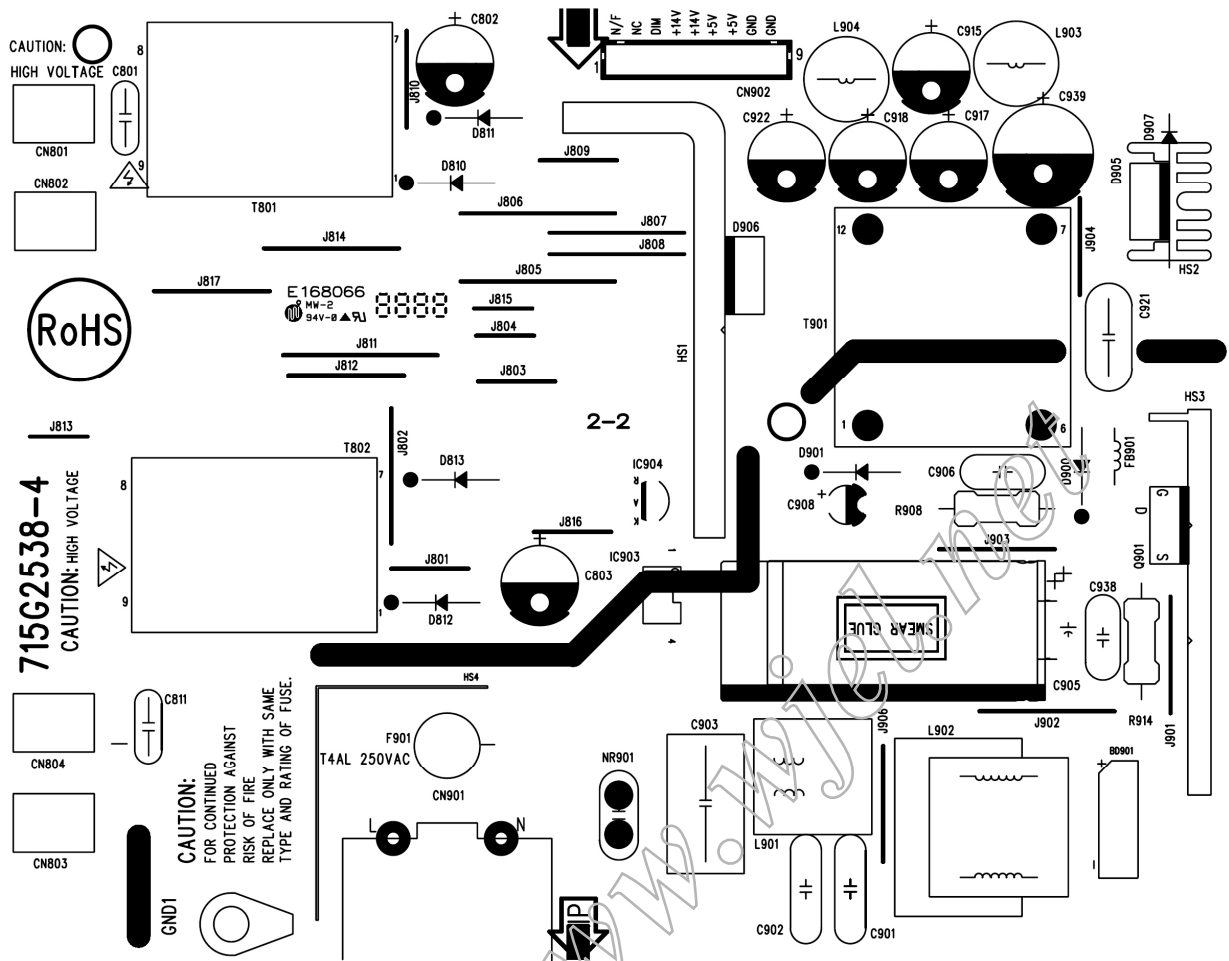 CAUTION:
HIGH VOLTAGE
8
7
C801
C802
N/F
NC
DIM
+14V
+14V
+5V
+5V
GND
GND
1
9
CN902
L904
C915
L903
C939
C922
C918
C917
D907
D905
HS2
CN801
J810
D811
9
1
D810
T801
CN802
J809
J806
J807
J808
J814
J805
J817
E168066
MW-2
94V-0
8888
J815
J804
J811
J812
J803
RoHS
HS1
D906
12
7
J904
T901
C921
1
6
HS3
J813
2-2
T802
8
7
J802
D813
IC904
R
A
K
D901
C906
D900
FB901
C908
R908
G
D
S
Q901
J903
715G2538-4
CAUTION: HIGH VOLTAGE
9
1
J801
D812
J816
C803
IC903
1
4
SMEAR GLUE
C938
C905
R914
J901
J902
HS4
C811
CN804
CN803
CAUTION:
FOR CONTINUED
PROTECTION AGAINST
RISK OF FIRE
REPLACE ONLY WITH SAME
TYPE AND RATING OF FUSE.
F901
T4AL 250VAC
CN901
L
N
NR901
C903
L901
J906
L902
BD901
C902
C901
GND1
www.wjel.net